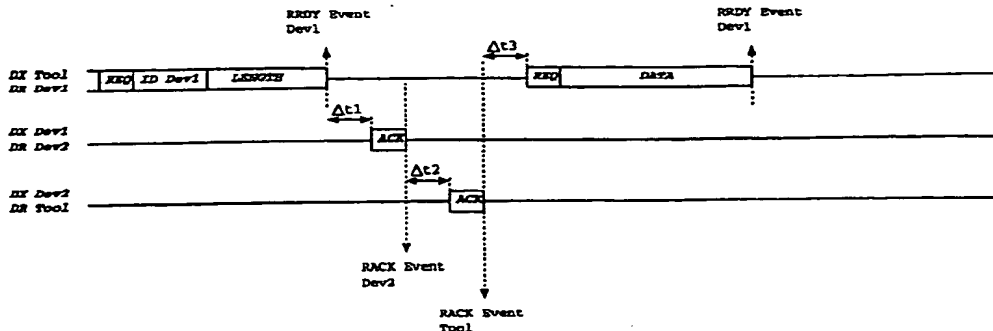 RRDY Event
Dev1
RRDY Event
Dev1
Δt3
DX Tool
DR Dev1
REQ
ID Dev1
LENGTH
REQ
DATA
Δt1
DX Dev1
DR Dev2
ACK
Δt2
DX Dev2
DR Tool
ACK
RACK Event
Dev2
RACK Event
Tool